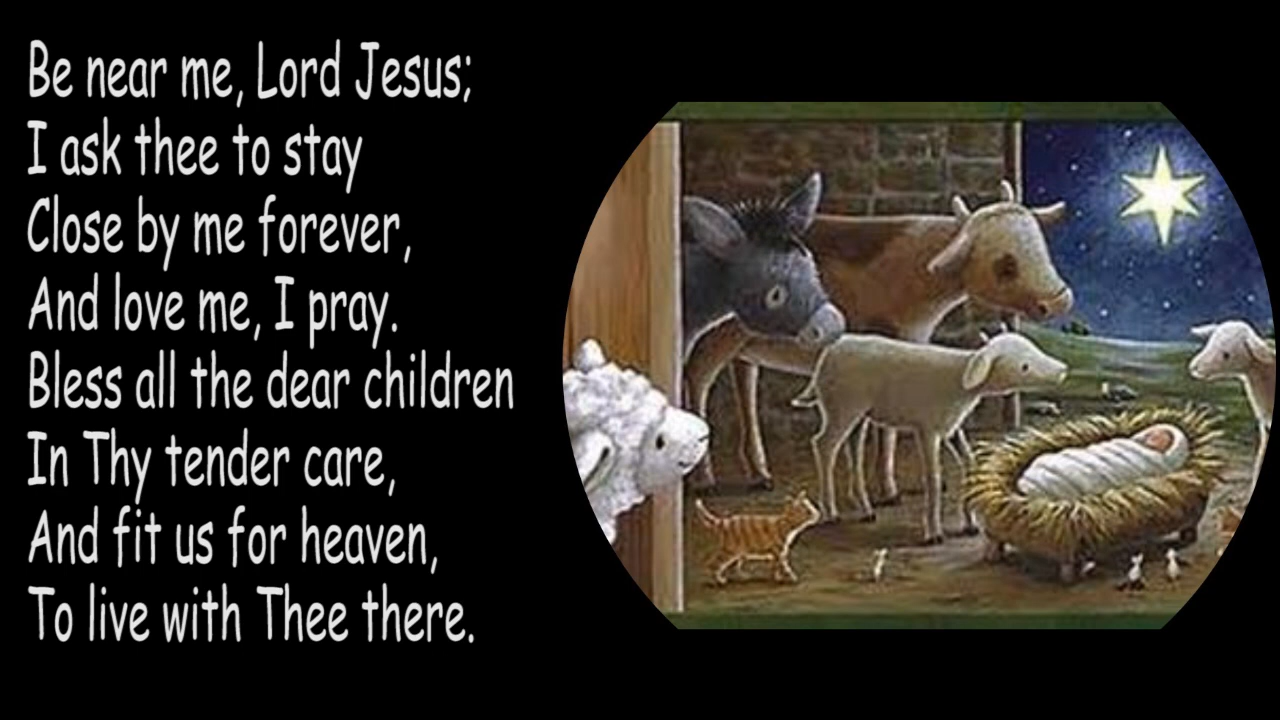 Be near me, Lord Jesus;
I ask thee to stay
Close by me forever,
And love me, I pray.
Bless all the dear children
In Thy tender care,
And fit us for heaven,
To live with Thee there.